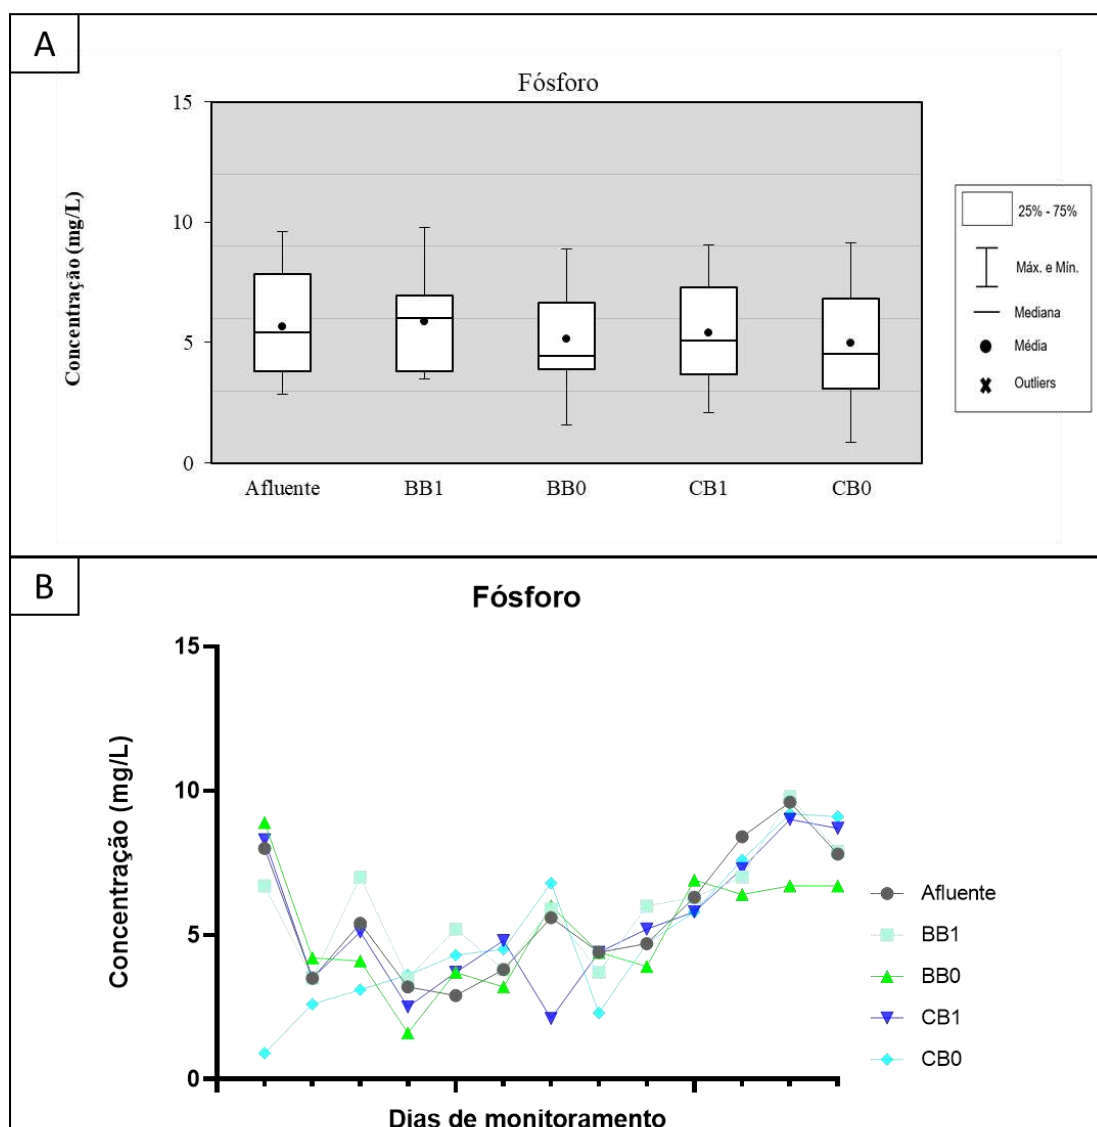 A
Fósforo
15
10
5
0
Concentração (mg/L)
Afluente BB1 BB0 CB1 CB0
25% - 75%
Máx. e Mín.
Mediana
Média
Outliers
B
Fósforo
15
10
5
0
Concentração (mg/L)
Dias de monitoramento
Afluente
BB1
BB0
CB1
CB0